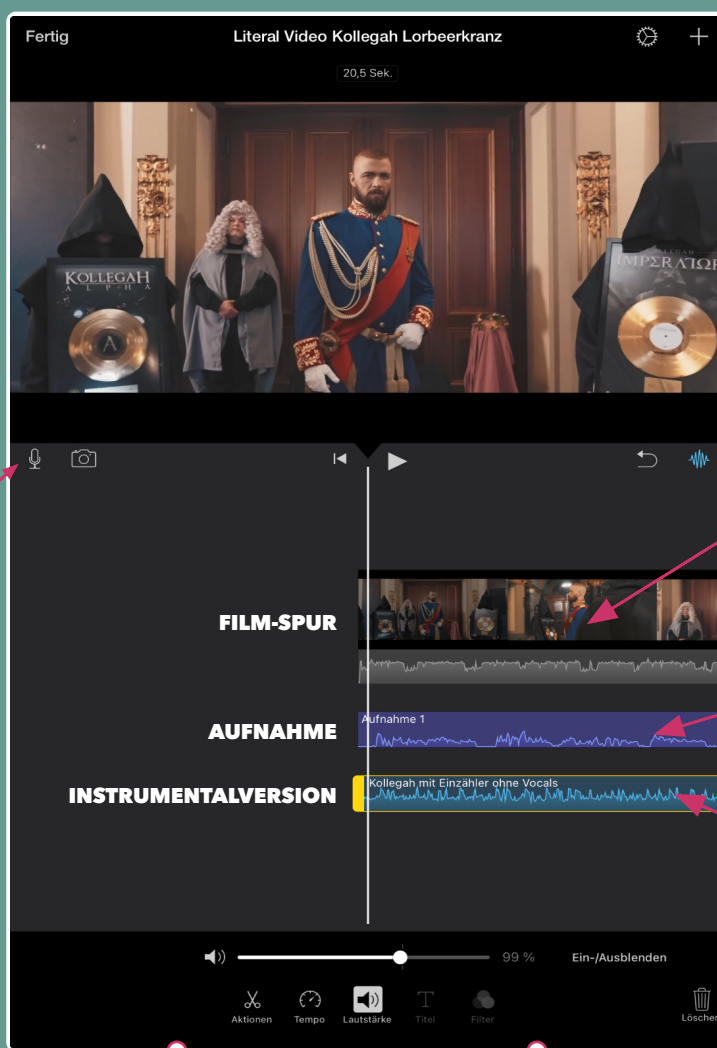 Fertig
Literal Video Kollegah Lorbeerkranz
20,5 Sek.
KOLLEGAH
ALPHA
KOLLEGAH
IMPERATOR
FILM-SPUR
AUFNAHME
Aufnahme 1
INSTRUMENTALVERSION
Kollegah mit Einzähler ohne Vocals
99 %
Ein-/Ausblenden
Aktionen
Tempo
Lautstärke
Titel
Filter
Löschen